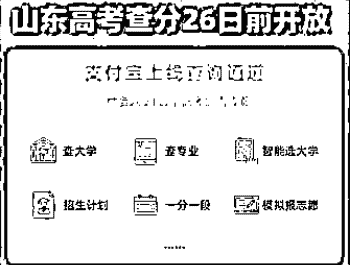 山东高考查分26日前开放
支付宝上线查询通道
查大学
查专业
智能选大学
招生计划
一分一段
模拟报志愿